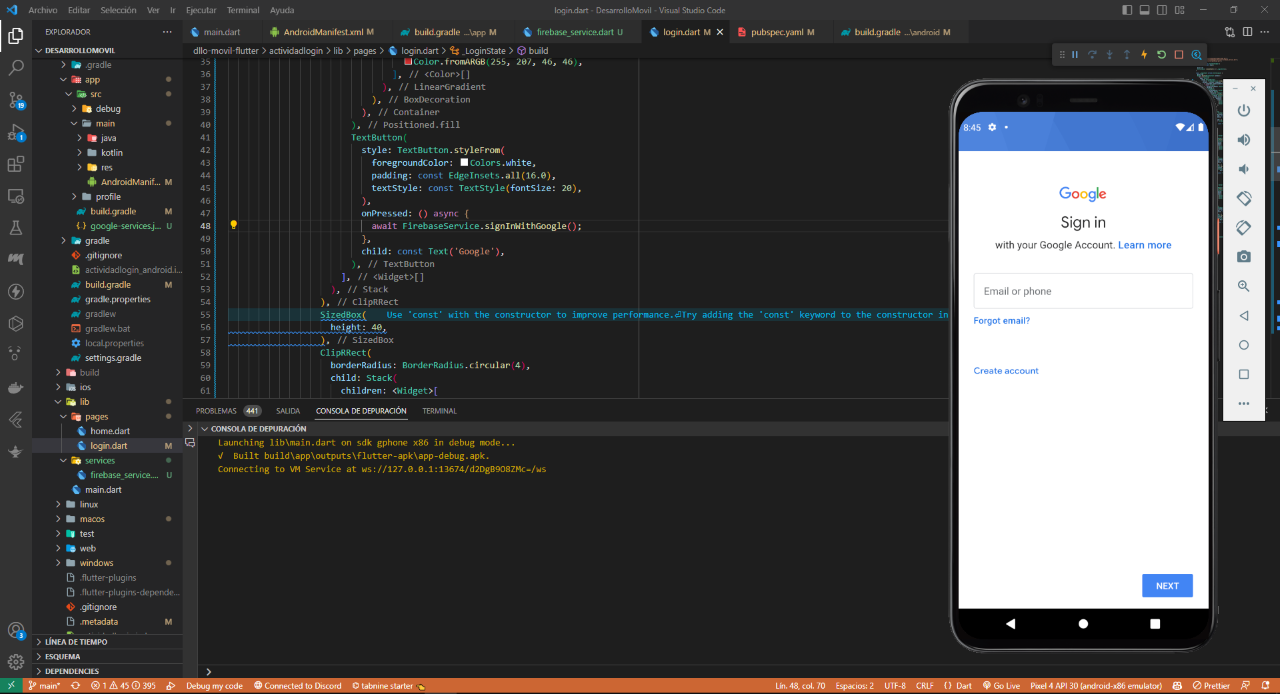 Archivo Editar Selección Ver Ir Ejecutar Terminal Ayuda
login.dart - DesarrolloMovil - Visual Studio Code
EXPLORADOR
main.dart
AndroidManifest.xml M
build.gradle ...\app M
firebase_service.dart U
login.dart M
pubspec.yaml M
build.gradle ...\android M
DESARROLLOMOVIL
dllo-movil-flutter > actividadlogin > lib > pages > login.dart > _LoginState > build
.gradle
app
src
debug
main
java
kotlin
res
AndroidManif... M
profile
build.gradle M
google-services.j... U
gradle
.gitignore
actividadlogin_android.i...
build.gradle M
gradle.properties
gradlew
gradlew.bat
local.properties
settings.gradle
build
ios
lib
pages
home.dart
login.dart M
services
firebase_service.... U
main.dart
linux
macos
test
web
windows
.flutter-plugins
.flutter-plugins-depende...
.gitignore
.metadata M
LÍNEA DE TIEMPO
ESQUEMA
DEPENDENCIES
19
1
3
35 Color.fromARGB(255, 207, 46, 46),
36 ], // <Color>[]
37 ), // LinearGradient
38 ), // BoxDecoration
39 ), // Container
40 ), // Positioned.fill
41 TextButton(
42 style: TextButton.styleFrom(
43 foregroundColor: Colors.white,
44 padding: const EdgeInsets.all(16.0),
45 textStyle: const TextStyle(fontSize: 20),
46 ),
47 onPressed: () async {
48 await FirebaseService.signInWithGoogle();
49 },
50 child: const Text('Google'),
51 ), // TextButton
52 ], // <Widget>[]
53 ), // Stack
54 ), // ClipRRect
55 SizedBox( Use 'const' with the constructor to improve performance.⏎Try adding the 'const' keyword to the constructor in
56 height: 40,
57 ), // SizedBox
58 ClipRRect(
59 borderRadius: BorderRadius.circular(4),
60 child: Stack(
61 children: <Widget>[
PROBLEMAS 441 SALIDA CONSOLA DE DEPURACIÓN TERMINAL
CONSOLA DE DEPURACIÓN
Launching lib\main.dart on sdk gphone x86 in debug mode...
√ Built build\app\outputs\flutter-apk\app-debug.apk.
Connecting to VM Service at ws://127.0.0.1:13674/d2DgB9O8ZMc=/ws
8:45
Google
Sign in
with your Google Account. Learn more
Email or phone
Forgot email?
Create account
NEXT
main* 1 45 395 Debug my code Connected to Discord tabnine starter Lín. 48, col. 70 Espacios: 2 UTF-8 CRLF { } Dart Go Live Pixel 4 API 30 (android-x86 emulator) Prettier